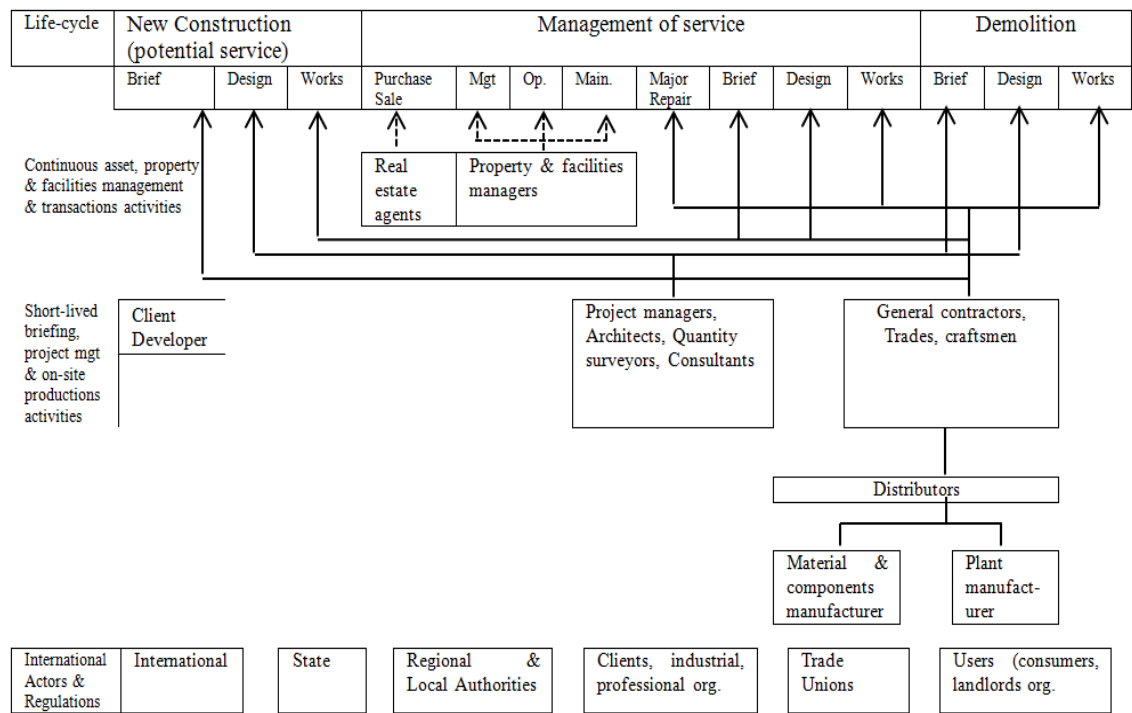 Life-cycle
New Construction
(potential service)
Management of service
Demolition
Brief
Design
Works
Purchase
Sale
Mgt
Op.
Main.
Major
Repair
Brief
Design
Works
Brief
Design
Works
Continuous asset, property
& facilities management
& transactions activities
Real
estate
agents
Property & facilities
managers
Short-lived
briefing,
project mgt
& on-site
productions
activities
Client
Developer
Project managers,
Architects, Quantity
surveyors, Consultants
General contractors,
Trades, craftsmen
Distributors
Material &
components
manufacturer
Plant
manufact-
urer
International
Actors &
Regulations
International
State
Regional &
Local Authorities
Clients, industrial,
professional org.
Trade
Unions
Users (consumers,
landlords org.